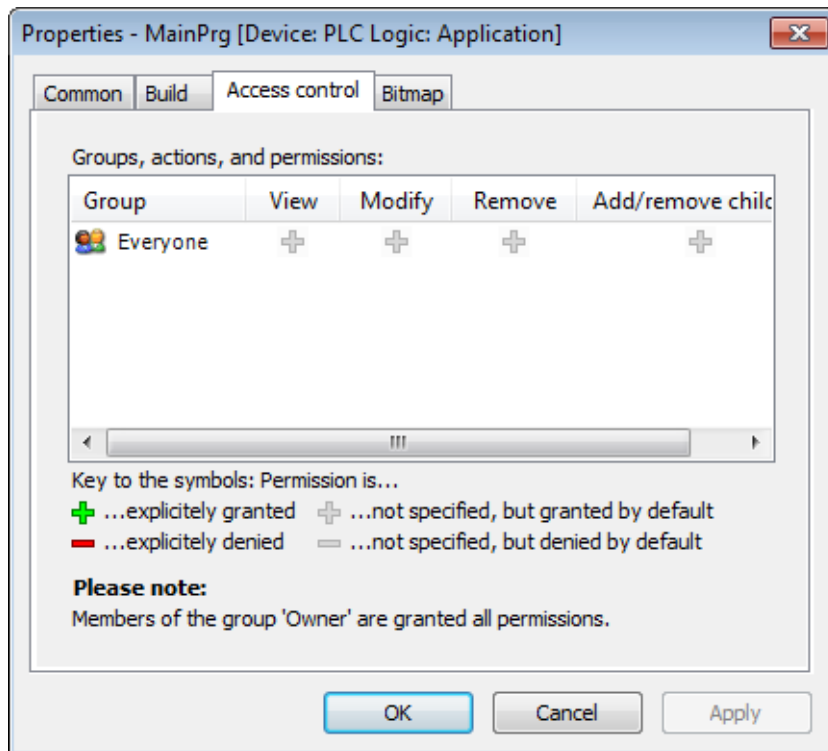 Properties - MainPrg [Device: PLC Logic: Application]
Common Build Access control Bitmap
Groups, actions, and permissions:
Group View Modify Remove Add/remove chilc
Everyone
Key to the symbols: Permission is...
...explicitely granted ...not specified, but granted by default
...explicitely denied ...not specified, but denied by default
Please note:
Members of the group 'Owner' are granted all permissions.
OK Cancel Apply